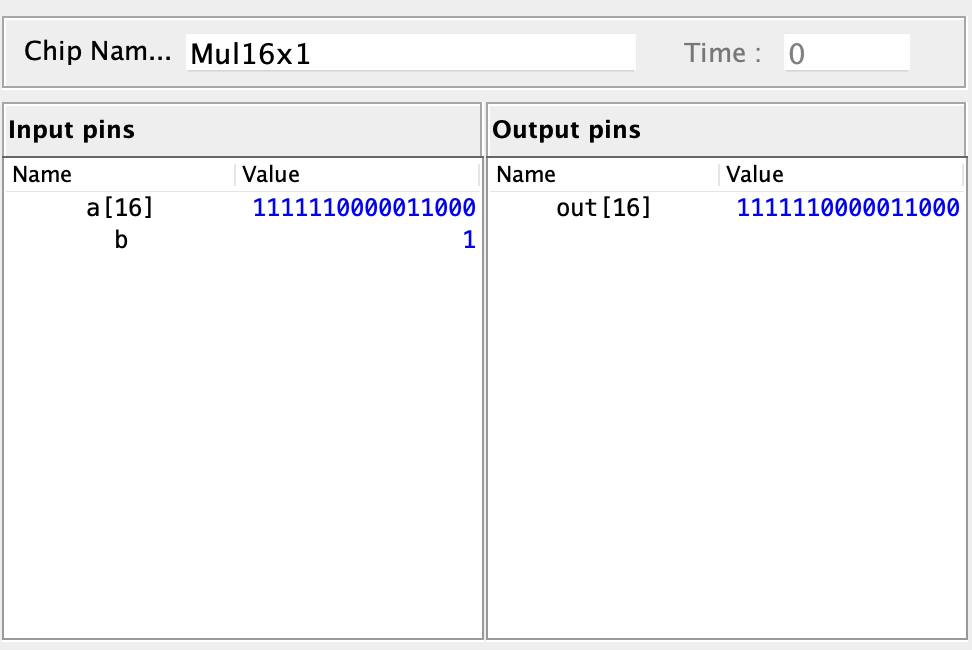 Chip Nam... Mul16x1 Time : 0
Input pins Output pins
Name Value Name Value
a[16] 1111110000011000 out[16] 1111110000011000
b 1